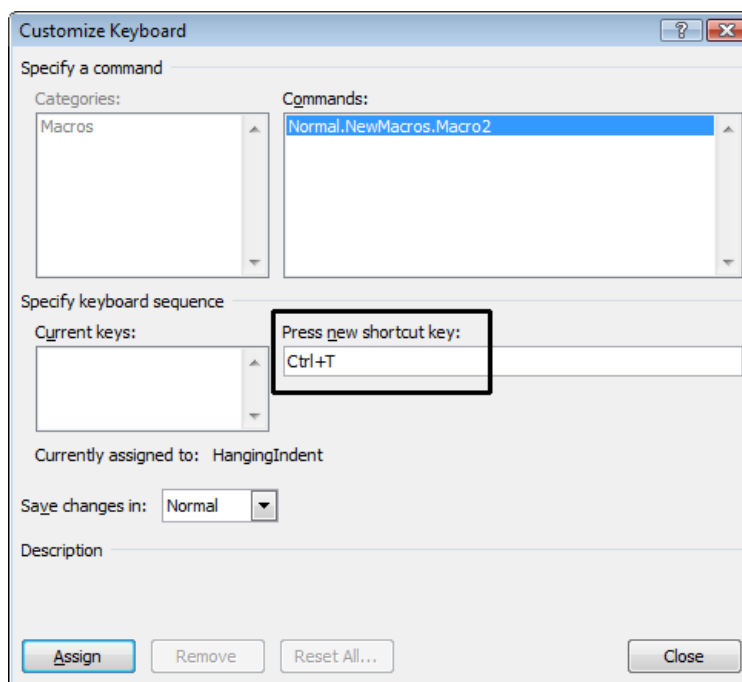 Customize Keyboard
Specify a command
Categories:
Commands:
Macros
Normal.NewMacros.Macro2
Specify keyboard sequence
Current keys:
Press new shortcut key:
Ctrl+T
Currently assigned to: HangingIndent
Save changes in: Normal
Description
Assign
Remove
Reset All...
Close